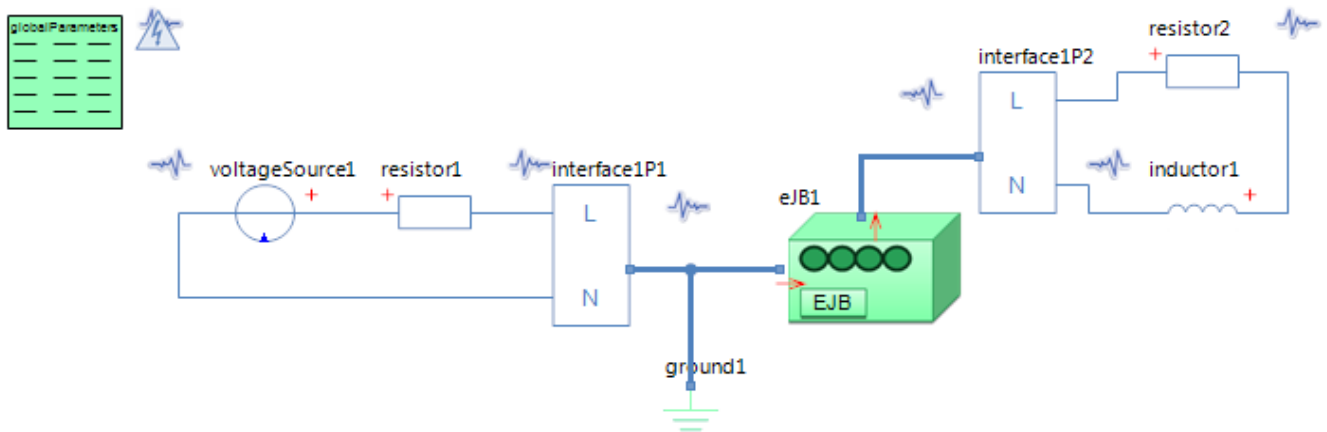 globalParameters
resistor2
interface1P2
L
N
inductor1
voltageSource1
resistor1
interface1P1
L
N
eJB1
EJB
ground1